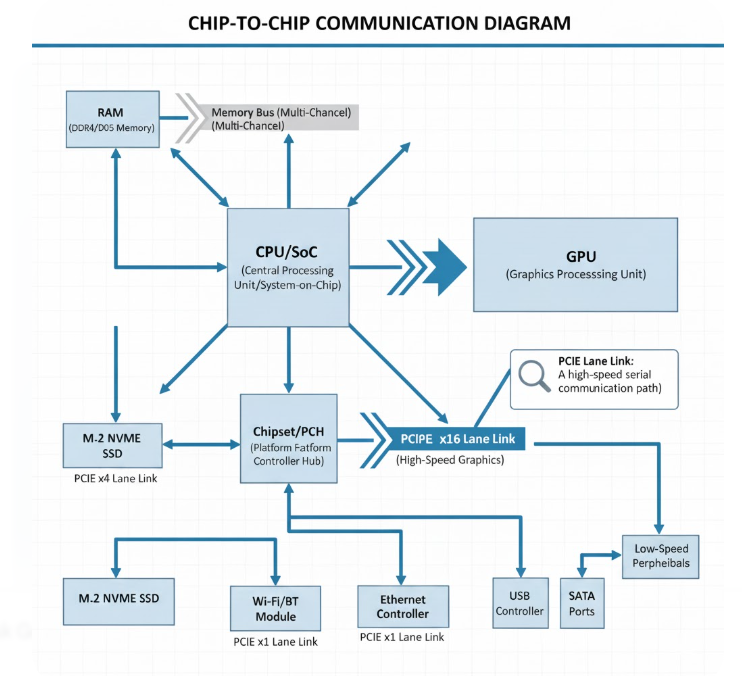 CHIP-TO-CHIP COMMUNICATION DIAGRAM
RAM
(DDR4/D05 Memory)
Memory Bus (Multi-Channel)
(Multi-Channel)
CPU/SoC
(Central Processing
Unit/System-on-Chip)
GPU
(Graphics Processsing Unit)
PCIE Lane Link:
A high-speed serial
communication path)
M.2 NVME
SSD
PCIE x4 Lane Link
Chipset/PCH
(Platform Fatform
Controller Hub)
PCIPE x16 Lane Link
(High-Speed Graphics)
Low-Speed
Perpheibals
M.2 NVME SSD
Wi-Fi/BT
Module
PCIE x1 Lane Link
Ethernet
Controller
PCIE x1 Lane Link
USB
Controller
SATA
Ports